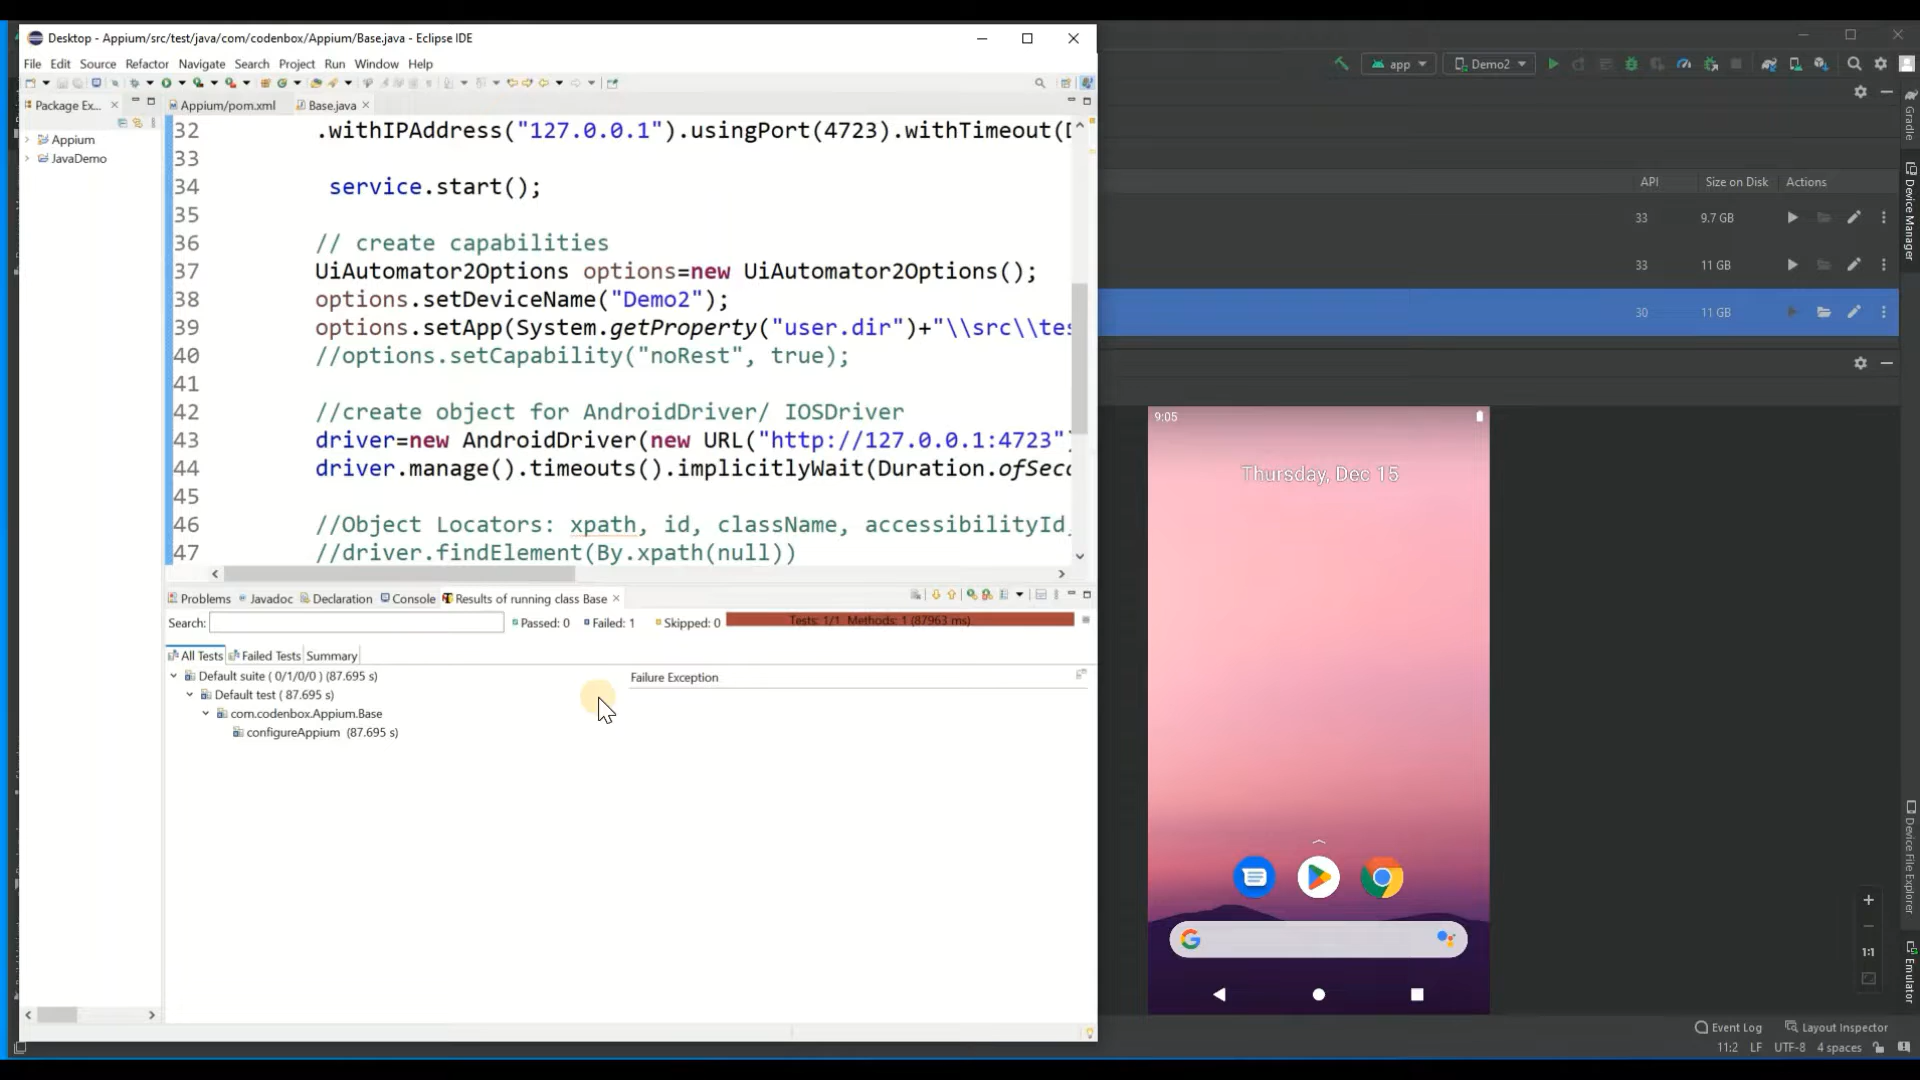 Desktop - Appium/src/test/java/com/codenbox/Appium/Base.java - Eclipse IDE
File Edit Source Refactor Navigate Search Project Run Window Help
Package Ex...
Appium/pom.xml
Base.java
Appium
JavaDemo
32 .withIPAddress("127.0.0.1").usingPort(4723).withTimeout(D
33
34 service.start();
35
36 // create capabilities
37 UiAutomator2Options options=new UiAutomator2Options();
38 options.setDeviceName("Demo2");
39 options.setApp(System.getProperty("user.dir")+"\\src\\tes
40 //options.setCapability("noRest", true);
41
42 //create object for AndroidDriver/ IOSDriver
43 driver=new AndroidDriver(new URL("http://127.0.0.1:4723")
44 driver.manage().timeouts().implicitlyWait(Duration.ofSeco
45
46 //Object Locators: xpath, id, className, accessibilityId,
47 //driver.findElement(By.xpath(null))
Problems Javadoc Declaration Console Results of running class Base
Search: Passed: 0 Failed: 1 Skipped: 0 Tests: 1/1 Methods: 1 (87963 ms)
All Tests Failed Tests Summary
Default suite ( 0/1/0/0 ) (87.695 s)
Default test ( 87.695 s)
com.codenbox.Appium.Base
configureAppium (87.695 s)
Failure Exception
app Demo2
API Size on Disk Actions
33 9.7 GB
33 11 GB
30 11 GB
9:05
Thursday, Dec 15
Gradle
Device Manager
Device File Explorer
Emulator
1:1
Event Log Layout Inspector
11:2 LF UTF-8 4 spaces